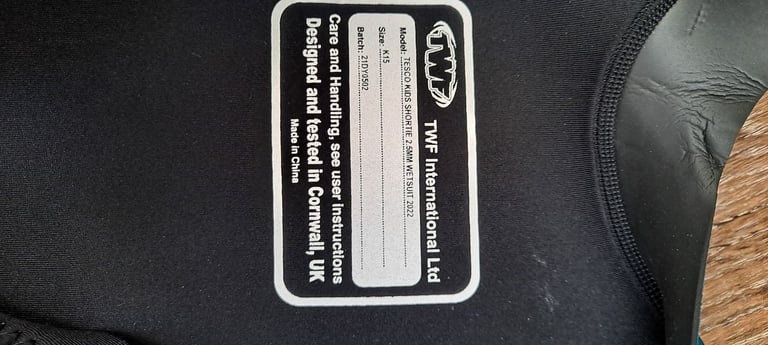 TWF
TWF International Ltd
Model: TESCO KIDS SHORTIE 2.5MM WETSUIT 2022
Size: K15
Batch: 21DY0502
Care and Handling, see user instructions
Designed and tested in Cornwall, UK
Made in China